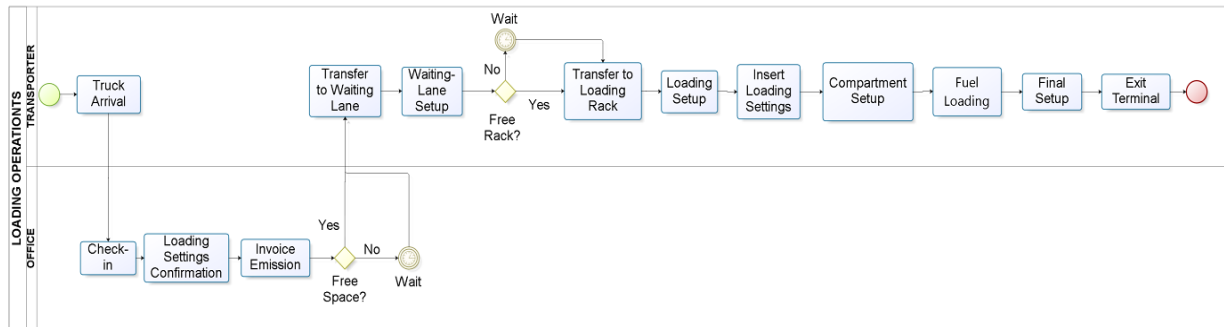 LOADING OPERATIONS
TRANSPORTER
Truck
Arrival
Transfer
to Waiting
Lane
Waiting-
Lane
Setup
Wait
No
Yes
Free
Rack?
Transfer to
Loading
Rack
Loading
Setup
Insert
Loading
Settings
Compartment
Setup
Fuel
Loading
Final
Setup
Exit
Terminal
OFFICE
Check-
in
Loading
Settings
Confirmation
Invoice
Emission
Yes
No
Free
Space?
Wait